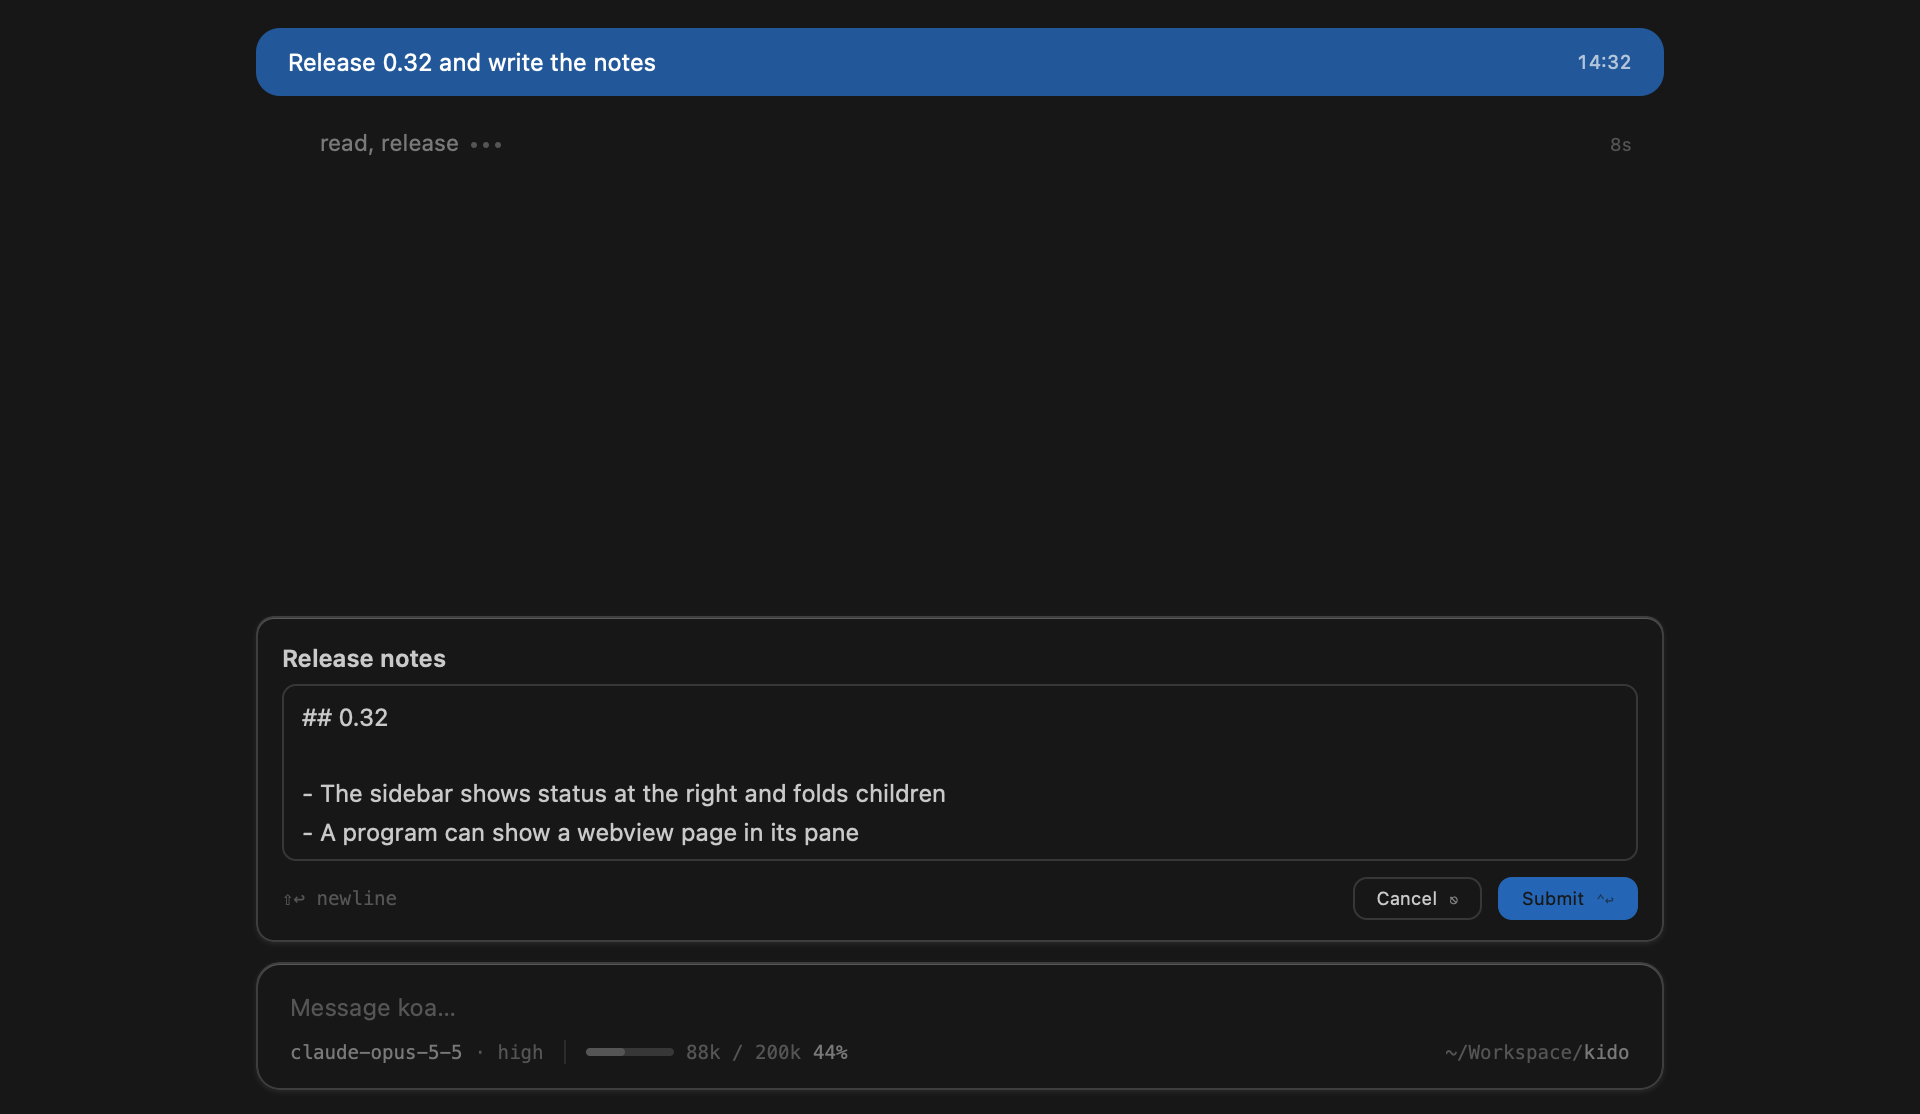 Release 0.32 and write the notes 14:32
read, release ••• 8s
Release notes
## 0.32
- The sidebar shows status at the right and folds children
- A program can show a webview page in its pane
⇧↩ newline
Cancel ⎋ Submit ^↩
Message koa...
claude-opus-5-5 · high 88k / 200k 44% ~/Workspace/kido